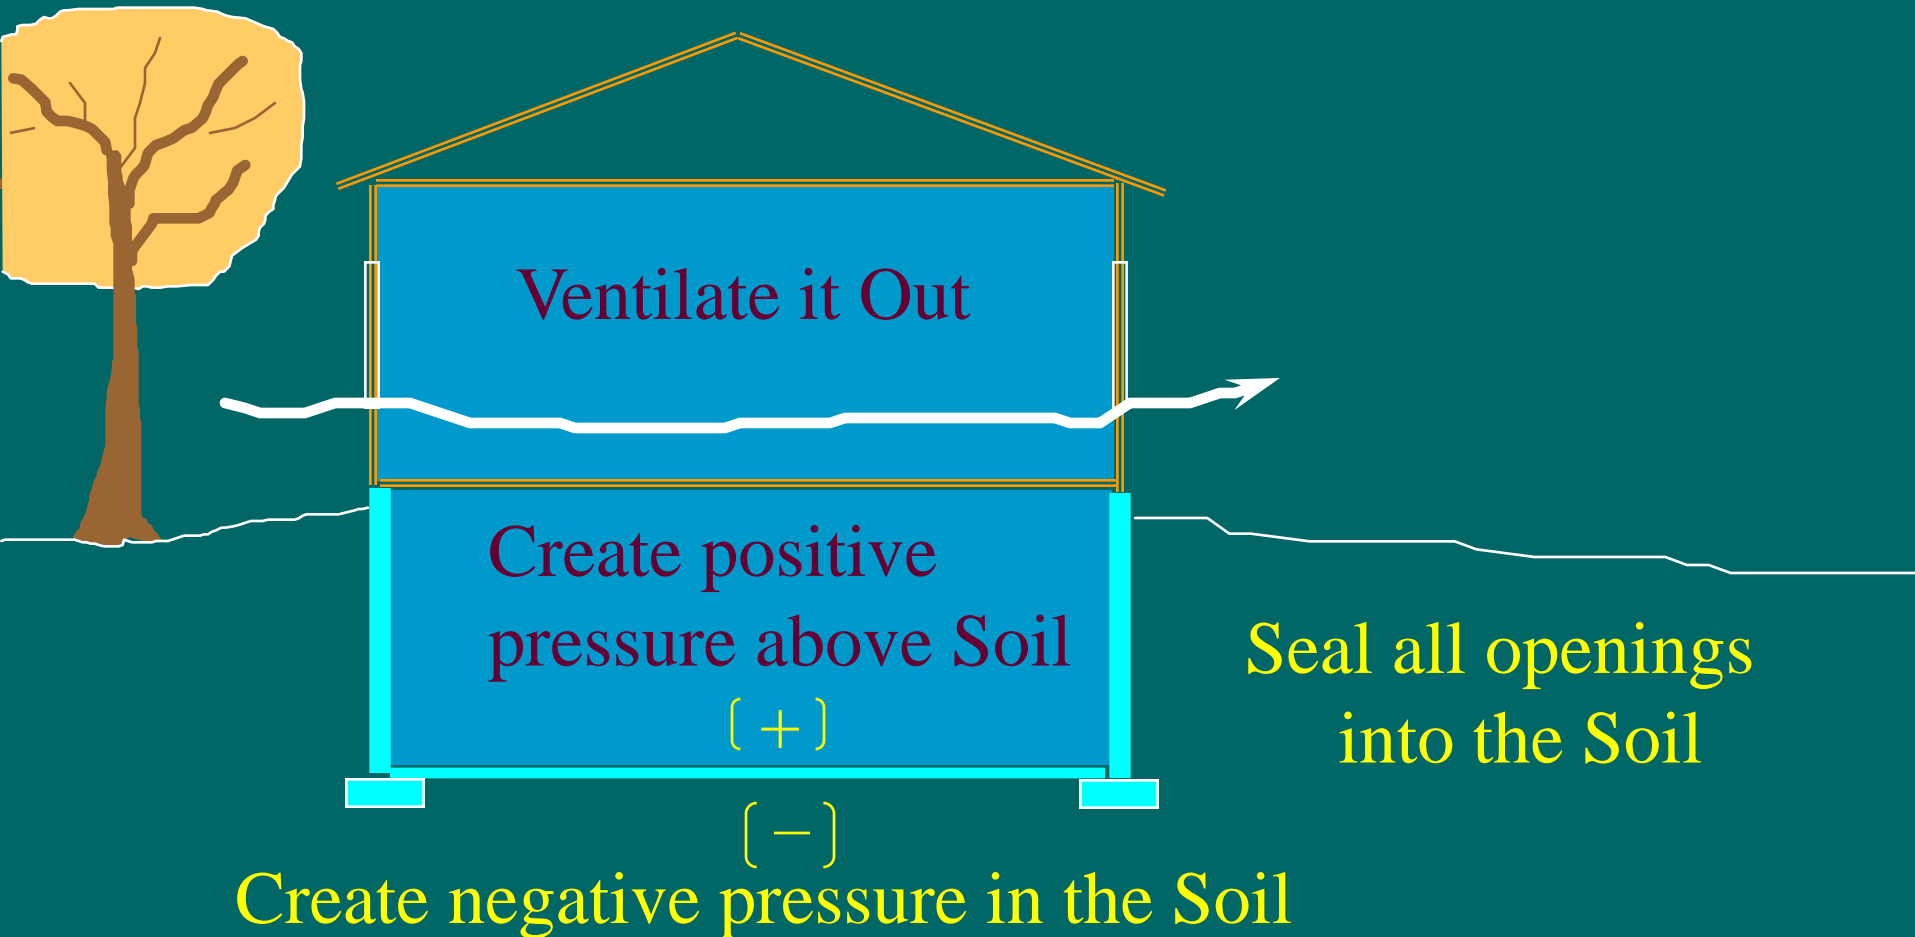 Ventilate it Out
Create positive
pressure above Soil
(+)
Seal all openings
into the Soil
(−)
Create negative pressure in the Soil